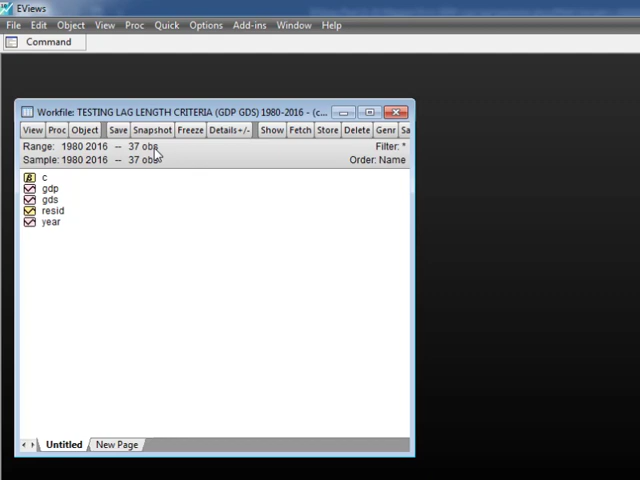 EViews
File Edit Object View Proc Quick Options Add-ins Window Help
Command
Workfile: TESTING LAG LENGTH CRITERIA (GDP GDS) 1980-2016 - (c...
View Proc Object Save Snapshot Freeze Details+/- Show Fetch Store Delete Genr Sa
Range: 1980 2016 -- 37 obs Filter: *
Sample: 1980 2016 -- 37 obs Order: Name
c
gdp
gds
resid
year
Untitled New Page